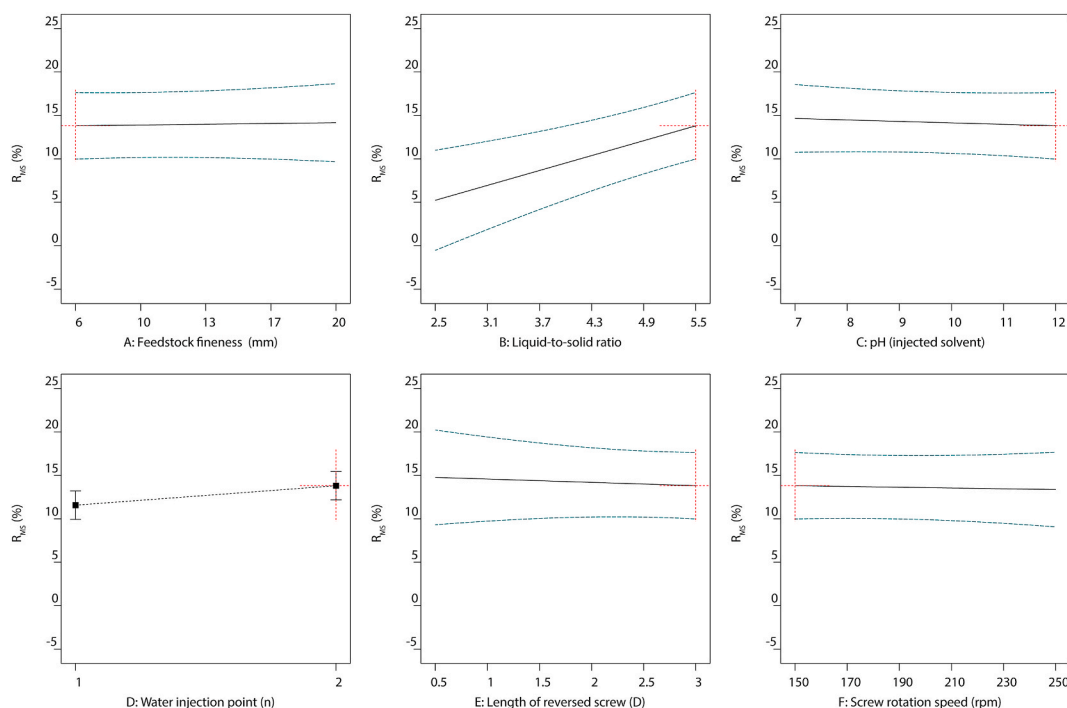 25
20
15
10
5
0
-5
R_MS (%)
6 10 13 17 20
A: Feedstock fineness (mm)
25
20
15
10
5
0
-5
R_MS (%)
2.5 3.1 3.7 4.3 4.9 5.5
B: Liquid-to-solid ratio
25
20
15
10
5
0
-5
R_MS (%)
7 8 9 10 11 12
C: pH (injected solvent)
25
20
15
10
5
0
-5
R_MS (%)
1 2
D: Water injection point (n)
25
20
15
10
5
0
-5
R_MS (%)
0.5 1 1.5 2 2.5 3
E: Length of reversed screw (D)
25
20
15
10
5
0
-5
R_MS (%)
150 170 190 210 230 250
F: Screw rotation speed (rpm)